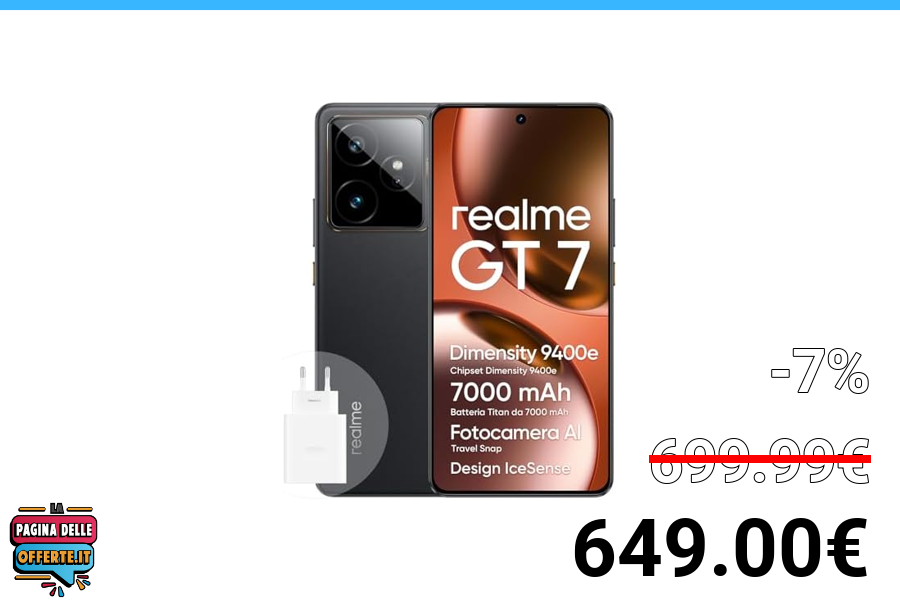 realme
GT 7
Dimensity 9400e
Chipset Dimensity 9400e
7000 mAh
Batteria Titan da 7000 mAh
Fotocamera AI
Travel Snap
Design IceSense
realme
-7%
699.99€
649.00€
LA
PAGINA DELLE
OFFERTE.IT